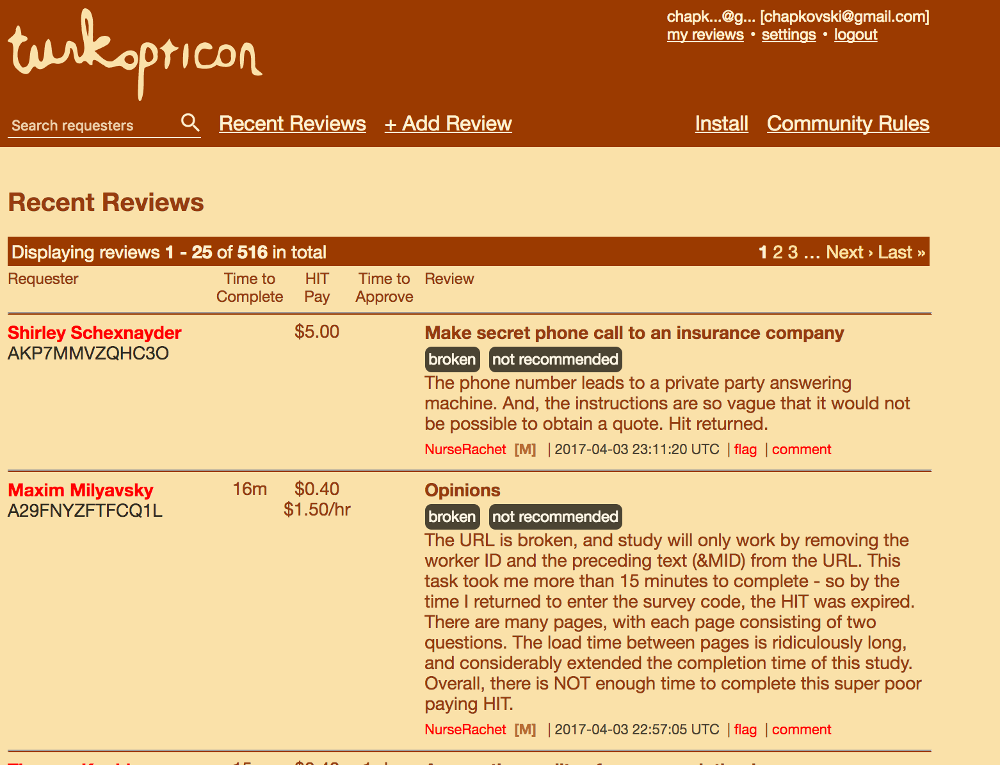 turkopticon
chapk...@g... [chapkovski@gmail.com]
my reviews • settings • logout
Search requesters
Recent Reviews
+ Add Review
Install
Community Rules
Recent Reviews
Displaying reviews 1 - 25 of 516 in total
1 2 3 … Next › Last »
Requester
Time to
Complete
HIT
Pay
Time to
Approve
Review
Shirley Schexnayder
AKP7MMVZQHC3O
$5.00
Make secret phone call to an insurance company
broken not recommended
The phone number leads to a private party answering
machine. And, the instructions are so vague that it would not
be possible to obtain a quote. Hit returned.
NurseRachet [M] | 2017-04-03 23:11:20 UTC | flag | comment
Maxim Milyavsky
A29FNYZFTFCQ1L
16m
$0.40
$1.50/hr
Opinions
broken not recommended
The URL is broken, and study will only work by removing the
worker ID and the preceding text (&MID) from the URL. This
task took me more than 15 minutes to complete - so by the
time I returned to enter the survey code, the HIT was expired.
There are many pages, with each page consisting of two
questions. The load time between pages is ridiculously long,
and considerably extended the completion time of this study.
Overall, there is NOT enough time to complete this super poor
paying HIT.
NurseRachet [M] | 2017-04-03 22:57:05 UTC | flag | comment